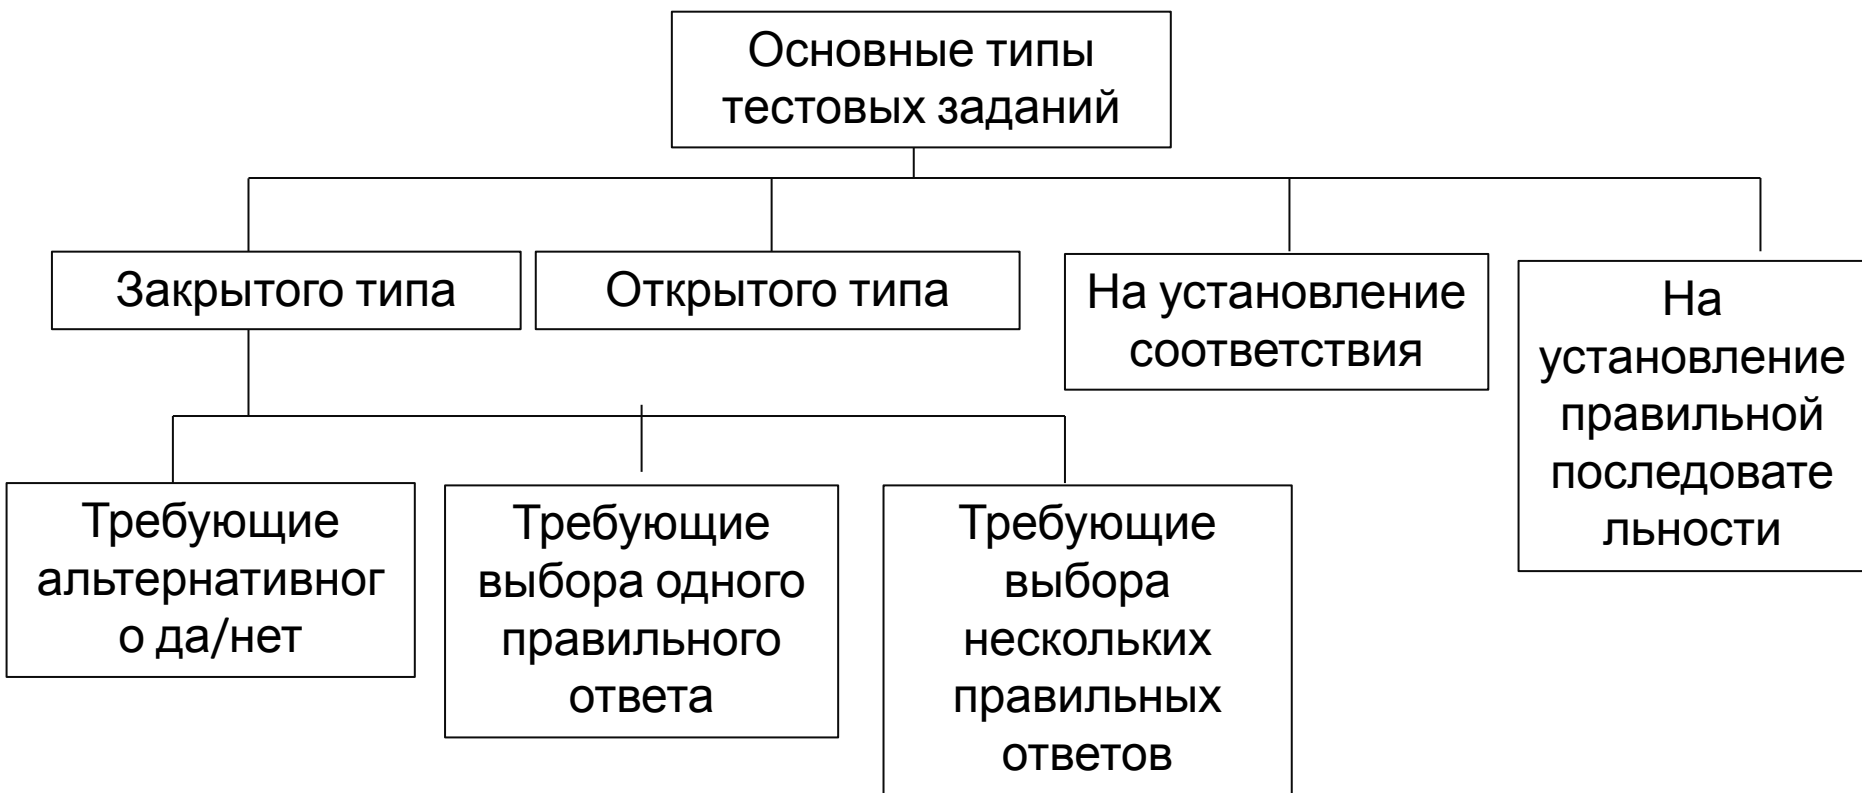 Основные типы
тестовых заданий
Закрытого типа
Открытого типа
На установление
соответствия
На
установление
правильной
последовате
льности
Требующие
альтернативног
о да/нет
Требующие
выбора одного
правильного
ответа
Требующие
выбора
нескольких
правильных
ответов